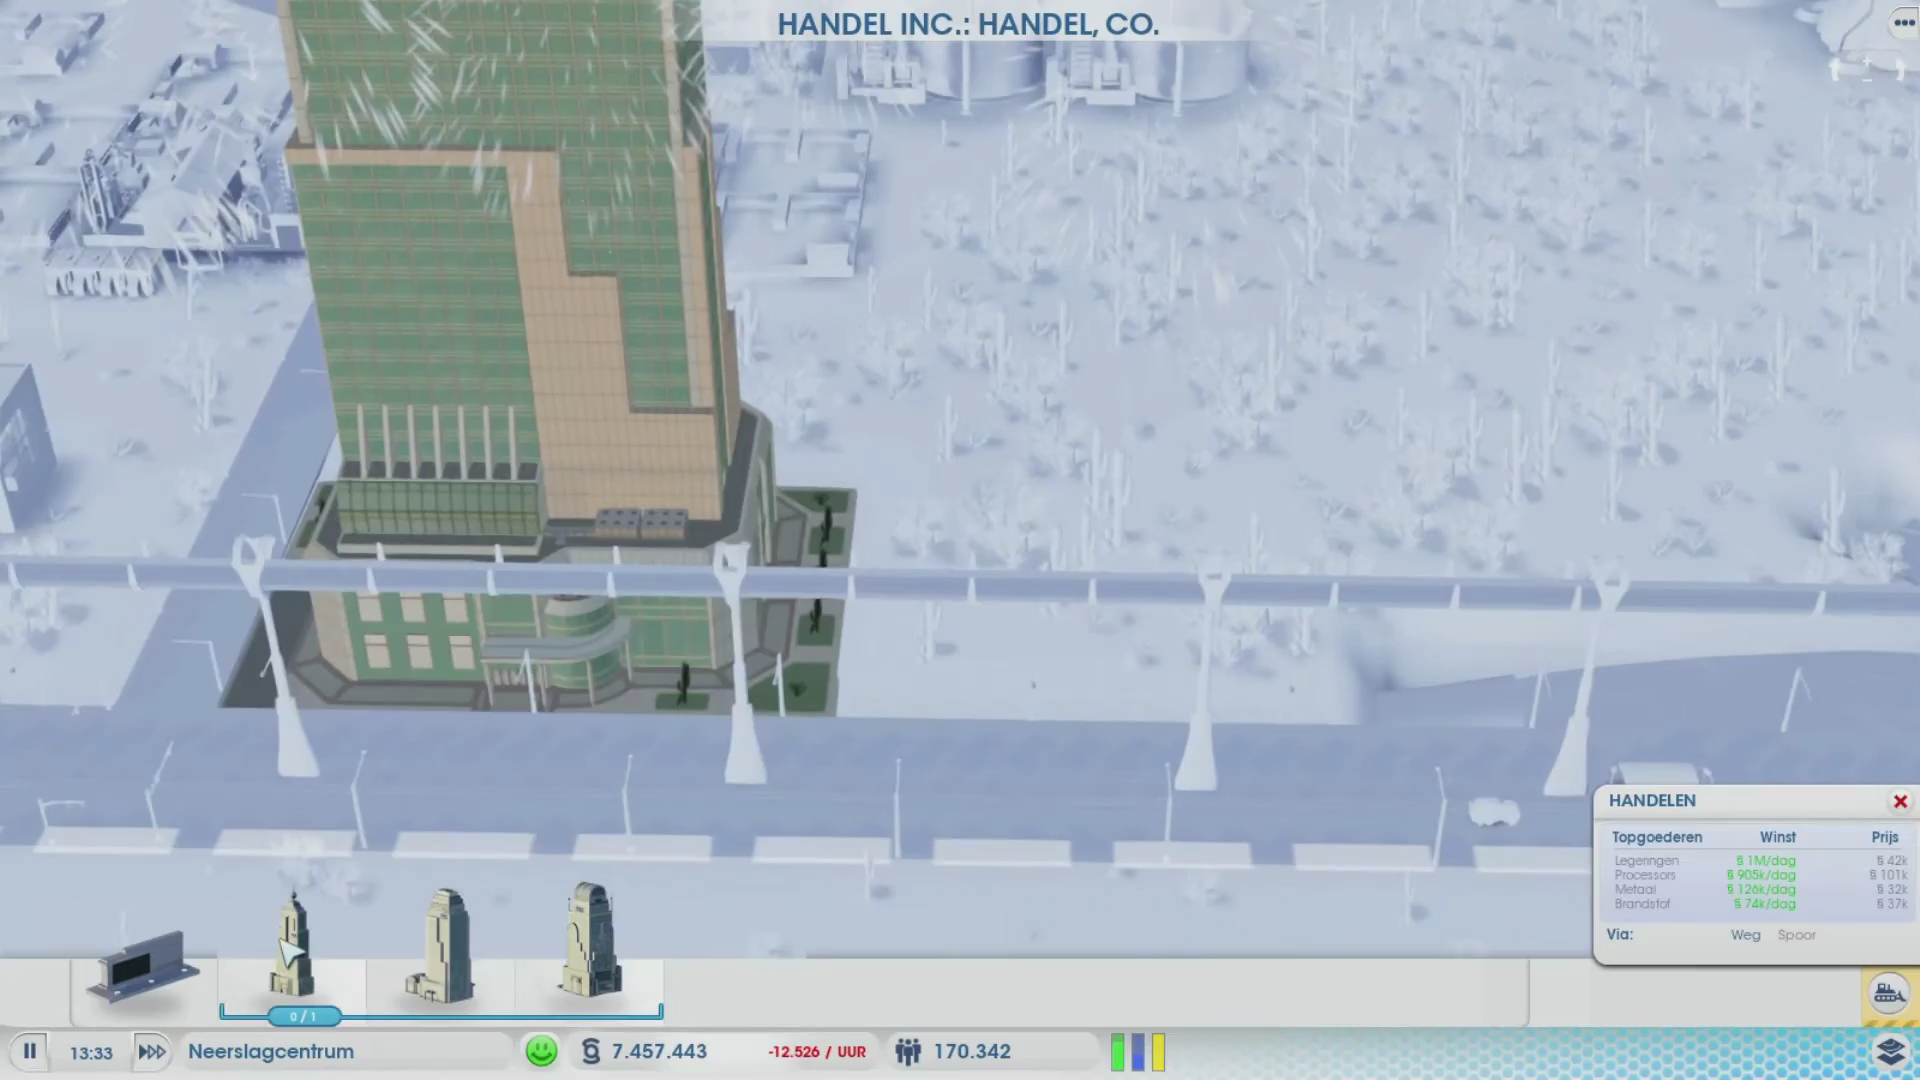 HANDEL INC.: HANDEL, CO.
HANDELEN
Topgoederen Winst Prijs
Legeringen § 1M/dag § 42k
Processors § 905k/dag § 101k
Metaal § 126k/dag § 32k
Brandstof § 74k/dag § 37k
Via: Weg Spoor
0 / 1
13:33 Neerslagcentrum 7.457.443 -12.526 / UUR 170.342